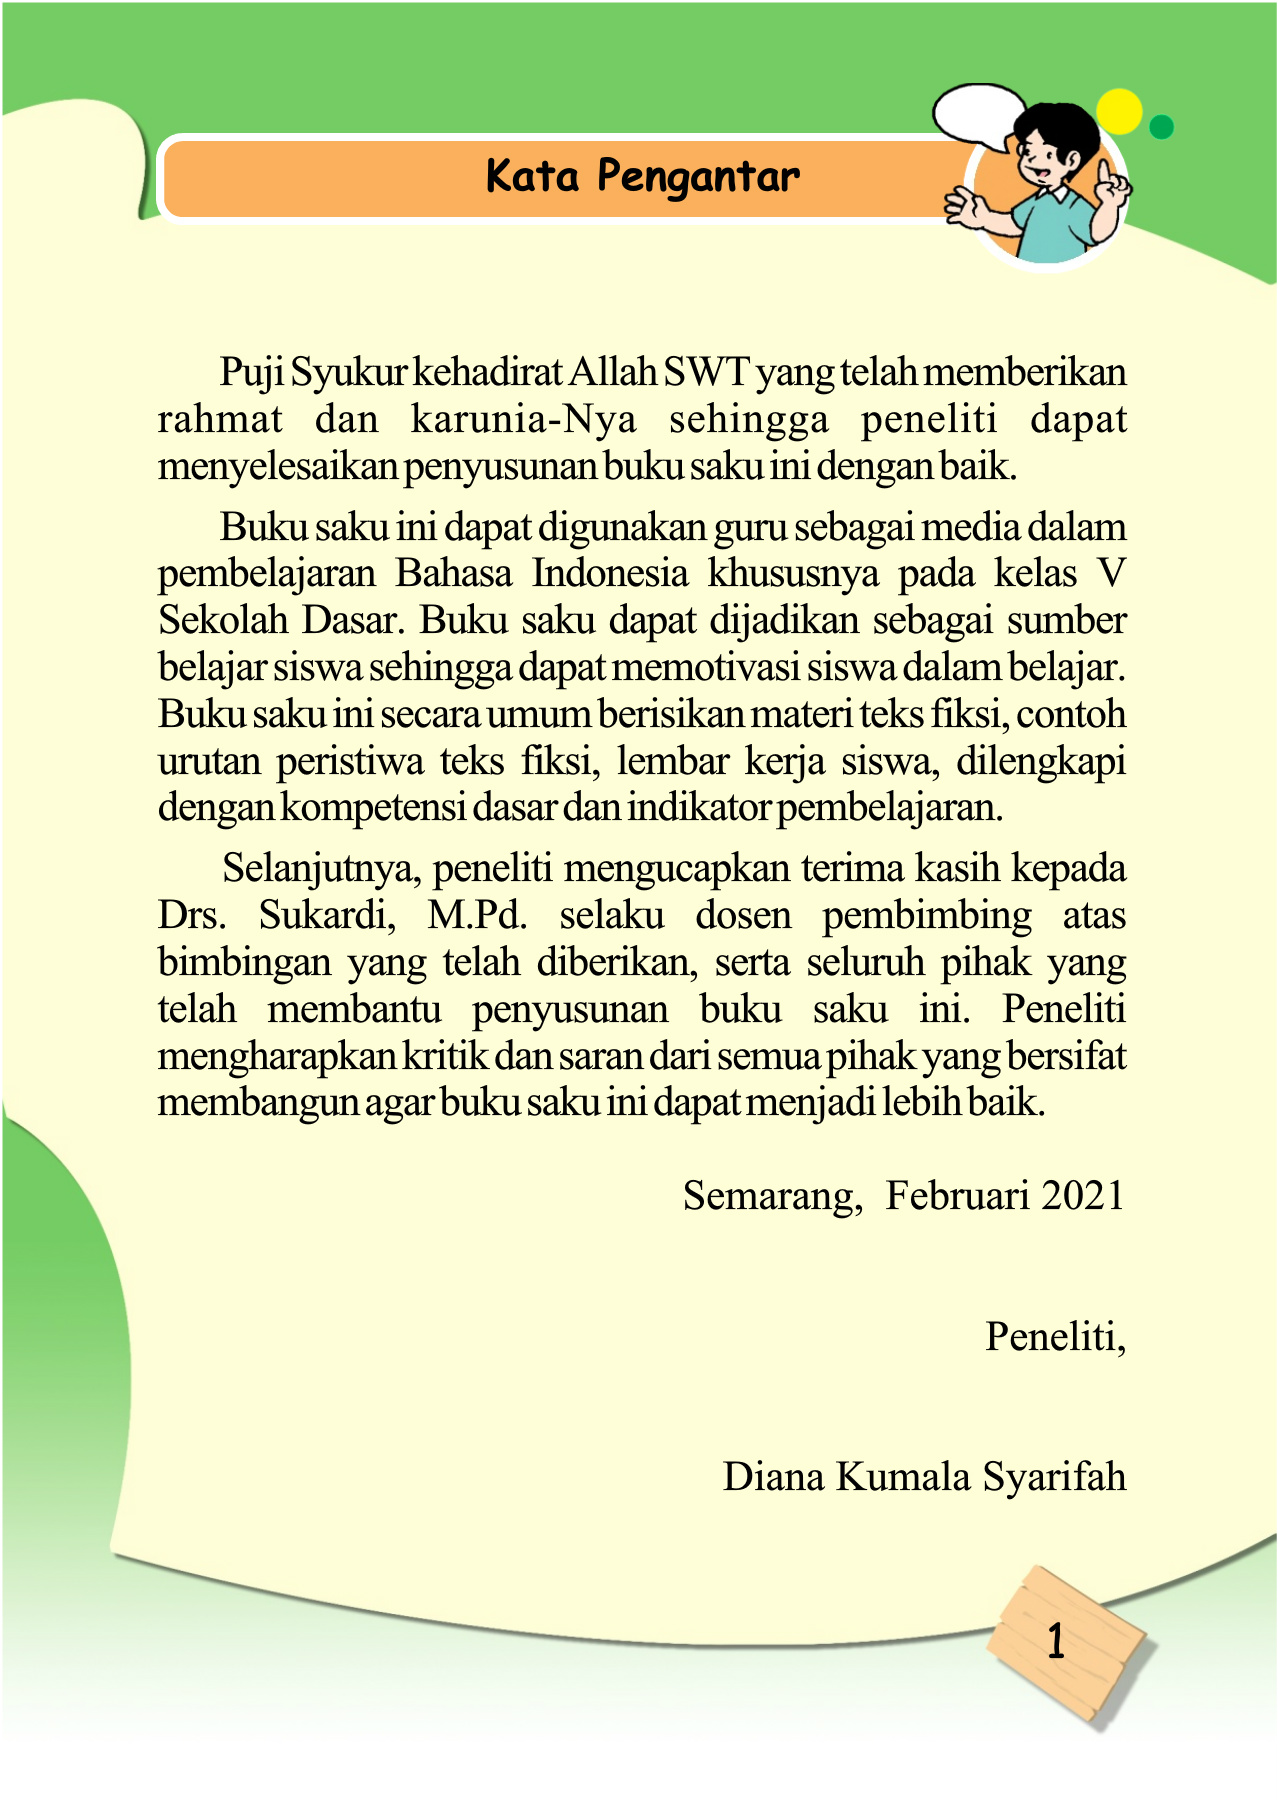 Kata Pengantar
Puji Syukur kehadirat Allah SWT yang telah memberikan
rahmat dan karunia-Nya sehingga peneliti dapat
menyelesaikan penyusunan buku saku ini dengan baik.
Buku saku ini dapat digunakan guru sebagai media dalam
pembelajaran Bahasa Indonesia khususnya pada kelas V
Sekolah Dasar. Buku saku dapat dijadikan sebagai sumber
belajar siswa sehingga dapat memotivasi siswa dalam belajar.
Buku saku ini secara umum berisikan materi teks fiksi, contoh
urutan peristiwa teks fiksi, lembar kerja siswa, dilengkapi
dengan kompetensi dasar dan indikator pembelajaran.
Selanjutnya, peneliti mengucapkan terima kasih kepada
Drs. Sukardi, M.Pd. selaku dosen pembimbing atas
bimbingan yang telah diberikan, serta seluruh pihak yang
telah membantu penyusunan buku saku ini. Peneliti
mengharapkan kritik dan saran dari semua pihak yang bersifat
membangun agar buku saku ini dapat menjadi lebih baik.
Semarang, Februari 2021
Peneliti,
Diana Kumala Syarifah
1